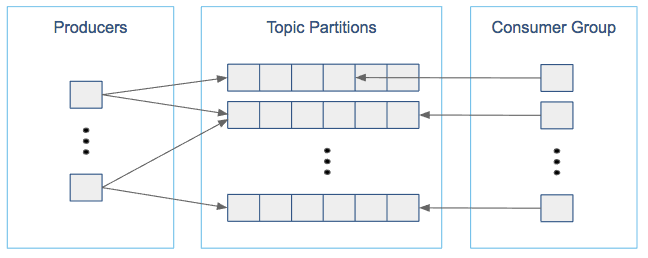 Producers
Topic Partitions
Consumer Group